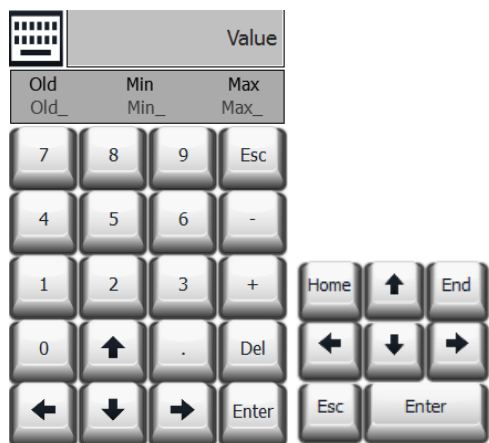 Value
Old Min Max
Old_ Min_ Max_
7 8 9 Esc
4 5 6 -
1 2 3 +
0 . Del
Enter
Home End
Esc Enter